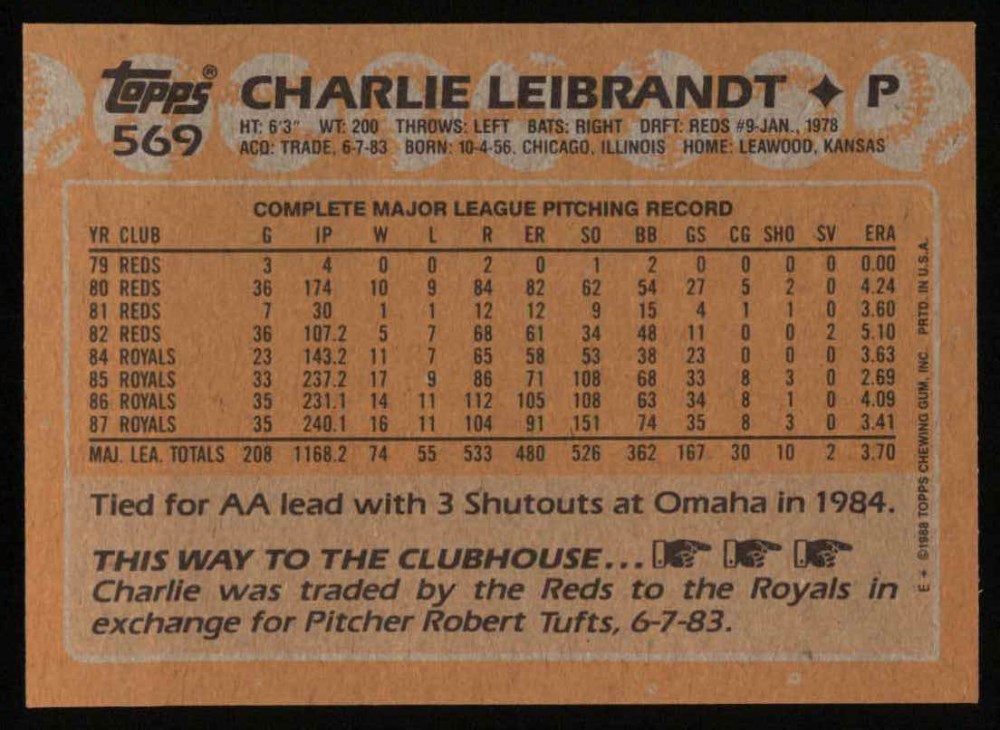 topps® CHARLIE LEIBRANDT ✦ P
569 HT: 6'3" WT: 200 THROWS: LEFT BATS: RIGHT DRFT: REDS #9-JAN., 1978
ACQ: TRADE, 6-7-83 BORN: 10-4-56, CHICAGO, ILLINOIS HOME: LEAWOOD, KANSAS
COMPLETE MAJOR LEAGUE PITCHING RECORD
YR CLUB G IP W L R ER SO BB GS CG SHO SV ERA
79 REDS 3 4 0 0 2 0 1 2 0 0 0 0 0.00
80 REDS 36 174 10 9 84 82 62 54 27 5 2 0 4.24
81 REDS 7 30 1 1 12 12 9 15 4 1 1 0 3.60
82 REDS 36 107.2 5 7 68 61 34 48 11 0 0 2 5.10
84 ROYALS 23 143.2 11 7 65 58 53 38 23 0 0 0 3.63
85 ROYALS 33 237.2 17 9 86 71 108 68 33 8 3 0 2.69
86 ROYALS 35 231.1 14 11 112 105 108 63 34 8 1 0 4.09
87 ROYALS 35 240.1 16 11 104 91 151 74 35 8 3 0 3.41
MAJ. LEA. TOTALS 208 1168.2 74 55 533 480 526 362 167 30 10 2 3.70
Tied for AA lead with 3 Shutouts at Omaha in 1984.
THIS WAY TO THE CLUBHOUSE...
Charlie was traded by the Reds to the Royals in
exchange for Pitcher Robert Tufts, 6-7-83.
E ✦ ©1988 TOPPS CHEWING GUM, INC. PRTD. IN U.S.A.